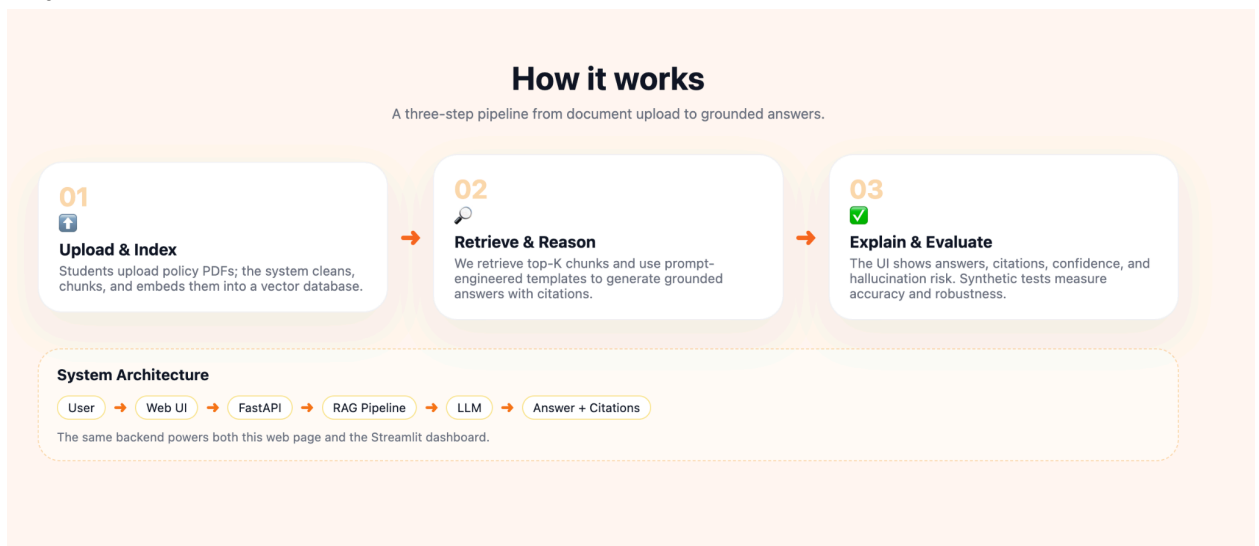 How it works
A three-step pipeline from document upload to grounded answers.
01
Upload & Index
Students upload policy PDFs; the system cleans,
chunks, and embeds them into a vector database.
02
Retrieve & Reason
We retrieve top-K chunks and use prompt-
engineered templates to generate grounded
answers with citations.
03
Explain & Evaluate
The UI shows answers, citations, confidence, and
hallucination risk. Synthetic tests measure
accuracy and robustness.
System Architecture
User ➜ Web UI ➜ FastAPI ➜ RAG Pipeline ➜ LLM ➜ Answer + Citations
The same backend powers both this web page and the Streamlit dashboard.